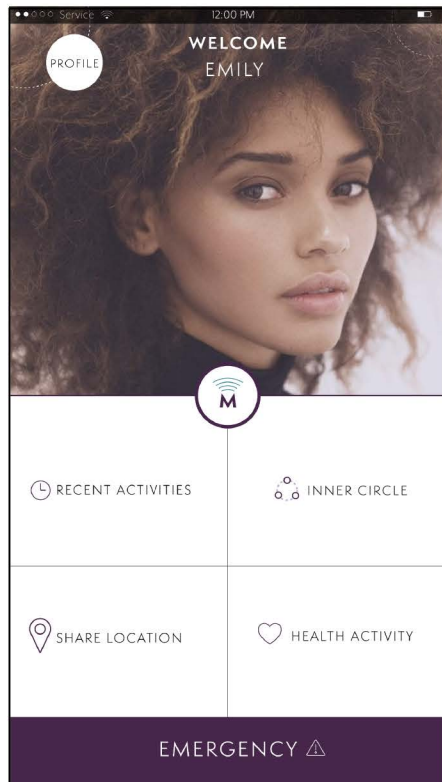 Service 12:00 PM
PROFILE
WELCOME
EMILY
M
RECENT ACTIVITIES
INNER CIRCLE
SHARE LOCATION
HEALTH ACTIVITY
EMERGENCY